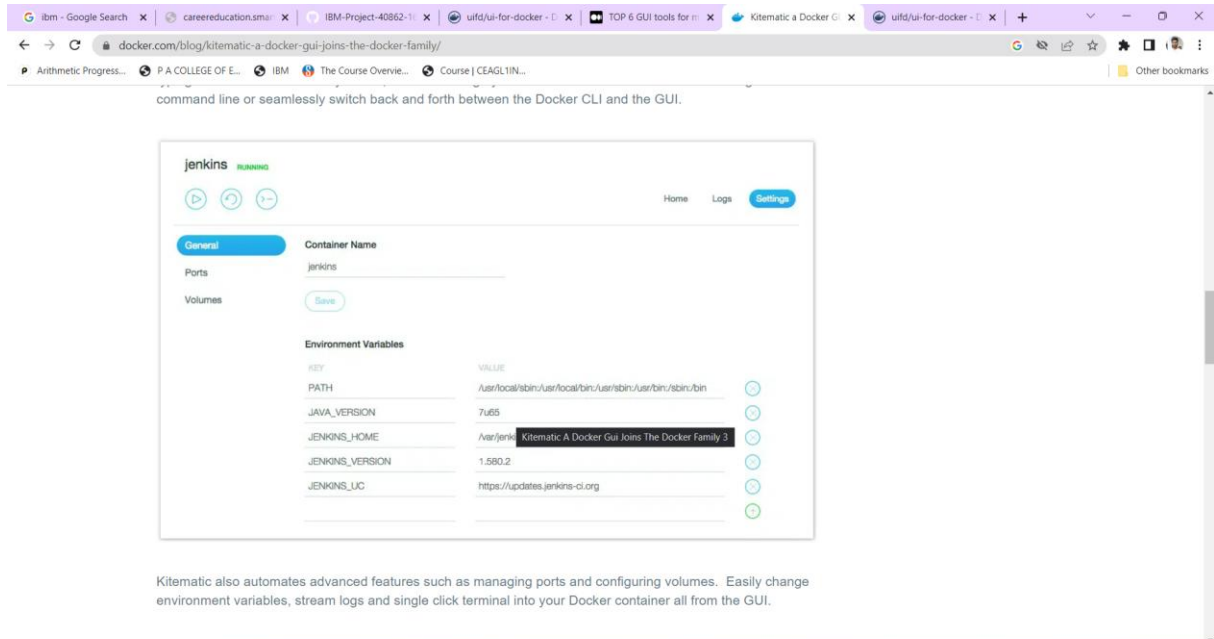 ibm - Google Search
careereducation.smar
IBM-Project-40862-1
uifd/ui-for-docker - D
TOP 6 GUI tools for m
Kitematic a Docker G
uifd/ui-for-docker - D
docker.com/blog/kitematic-a-docker-gui-joins-the-docker-family/
Arithmetic Progress...
P A COLLEGE OF E...
IBM
The Course Overvie...
Course | CEAGL1IN...
Other bookmarks
command line or seamlessly switch back and forth between the Docker CLI and the GUI.
jenkins RUNNING
Home Logs Settings
General
Ports
Volumes
Container Name
jenkins
Save
Environment Variables
KEY VALUE
PATH /usr/local/sbin:/usr/local/bin:/usr/sbin:/usr/bin:/sbin:/bin
JAVA_VERSION 7u65
JENKINS_HOME /var/jenki
Kitematic A Docker Gui Joins The Docker Family 3
JENKINS_VERSION 1.580.2
JENKINS_UC https://updates.jenkins-ci.org
Kitematic also automates advanced features such as managing ports and configuring volumes. Easily change
environment variables, stream logs and single click terminal into your Docker container all from the GUI.